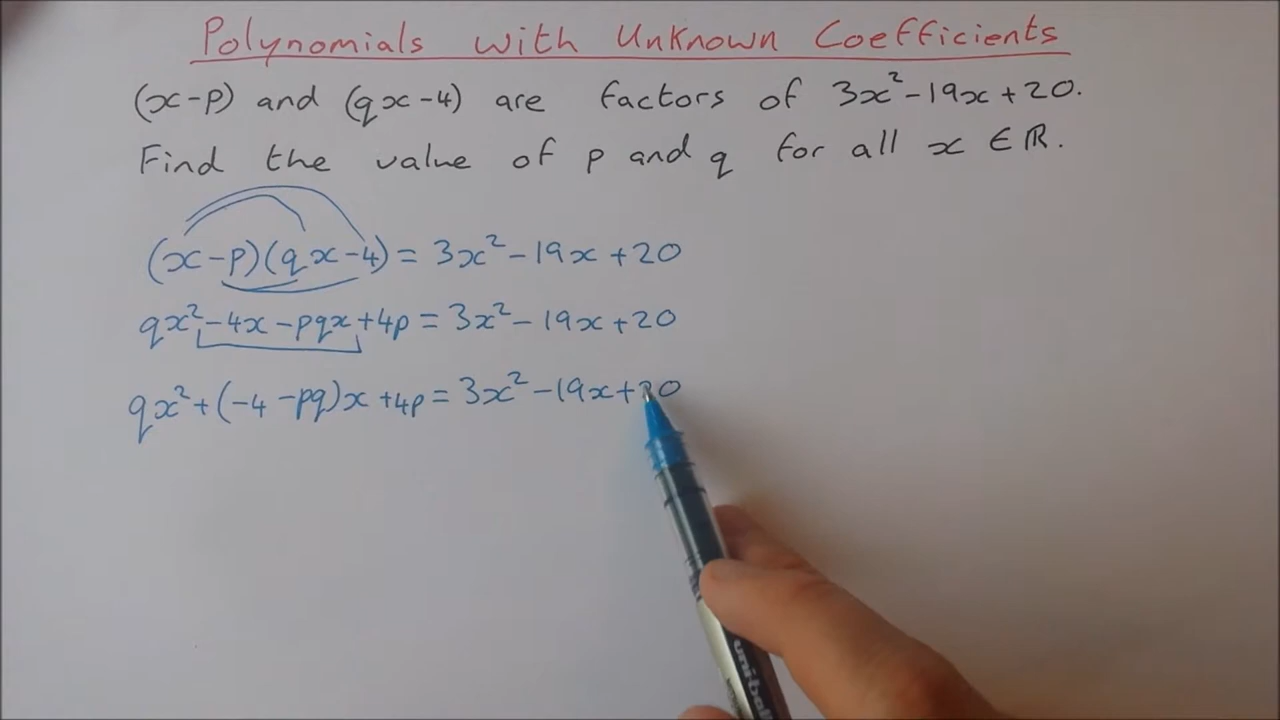 Polynomials with Unknown Coefficients
(x-p) and (qx-4) are factors of 3x²-19x+20.
Find the value of p and q for all x ∈ ℝ.
(x-p)(qx-4)=3x²-19x+20
qx²-4x-pqx+4p=3x²-19x+20
qx²+(-4-pq)x+4p=3x²-19x+20
uni-bal